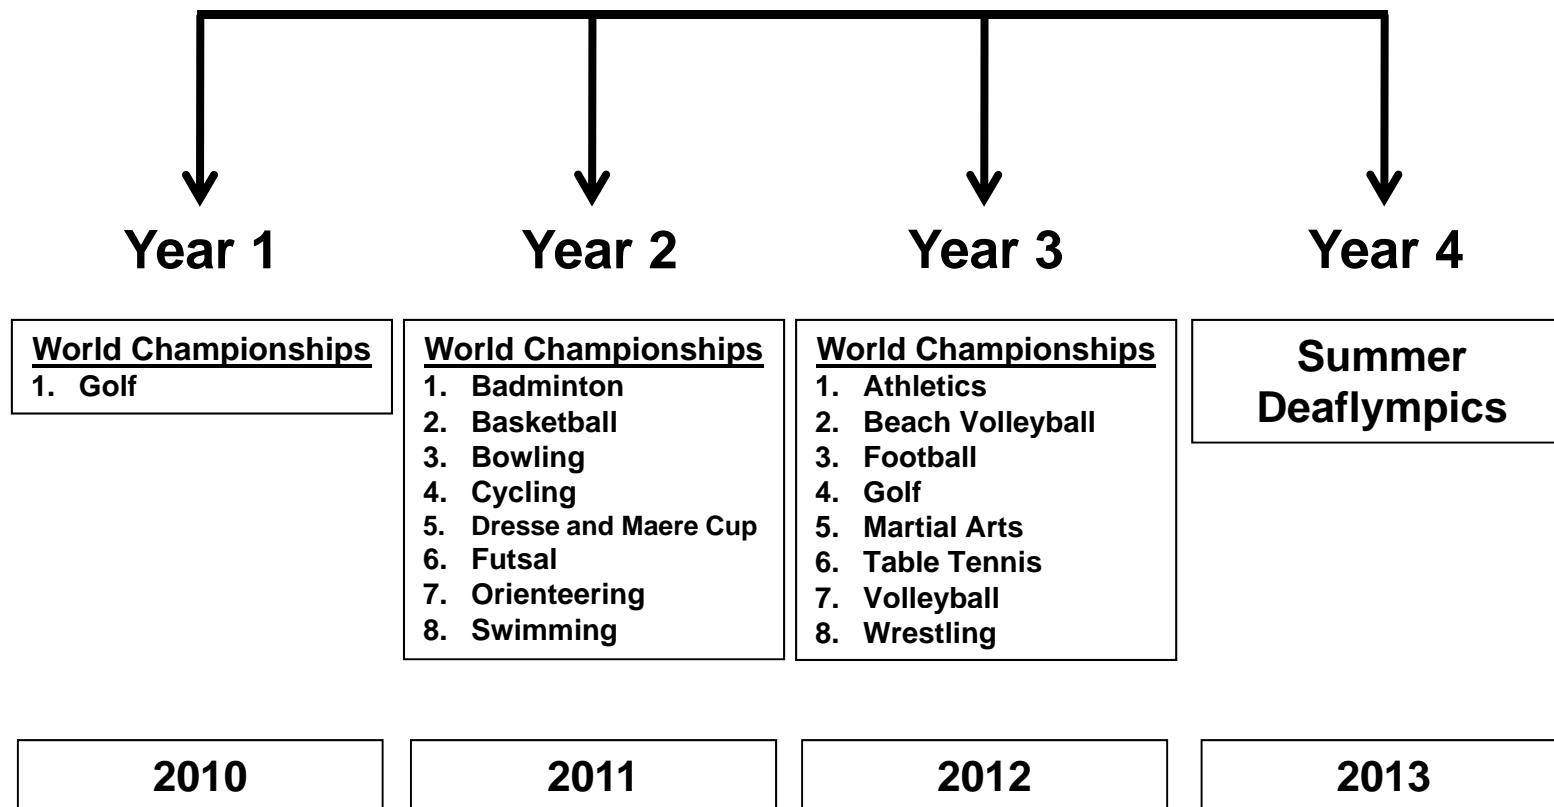 Year 1
Year 2
Year 3
Year 4
World Championships
1. Golf
World Championships
1. Badminton
2. Basketball
3. Bowling
4. Cycling
5. Dresse and Maere Cup
6. Futsal
7. Orienteering
8. Swimming
World Championships
1. Athletics
2. Beach Volleyball
3. Football
4. Golf
5. Martial Arts
6. Table Tennis
7. Volleyball
8. Wrestling
Summer
Deaflympics
2010
2011
2012
2013